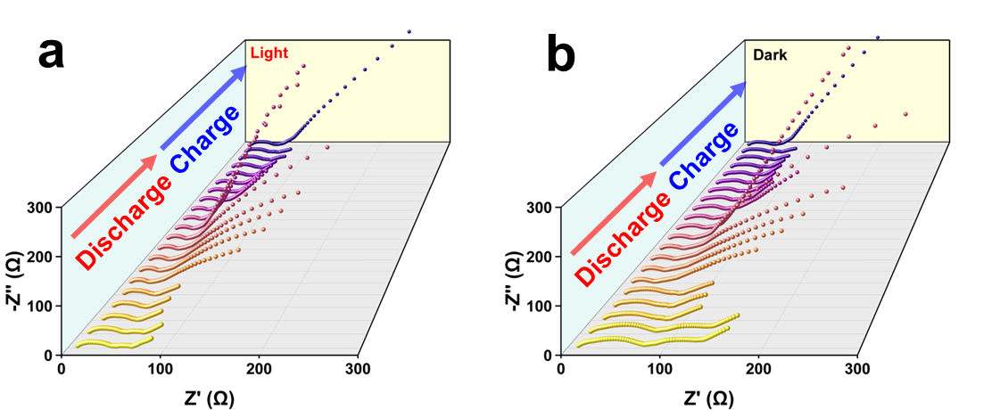 a
Light
Discharge Charge
300
200
100
0
-Z'' (Ω)
0 100 200 300
Z' (Ω)
b
Dark
Discharge Charge
300
200
100
0
-Z'' (Ω)
0 100 200 300
Z' (Ω)